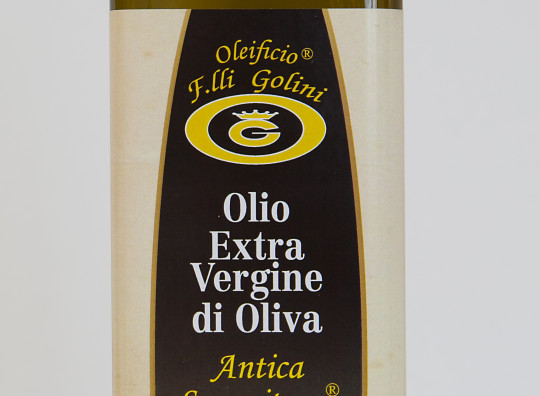 Oleificio®
F.lli Golini
G
Olio
Extra
Vergine
di Oliva
Antica
®